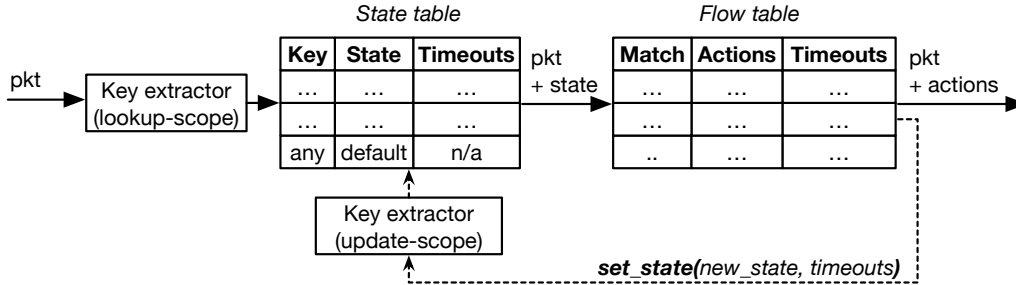 State table
Flow table
pkt
Key extractor
(lookup-scope)
Key State Timeouts
... ... ...
... ... ...
any default n/a
pkt
+ state
Match Actions Timeouts
... ... ...
... ... ...
.. ... ...
pkt
+ actions
Key extractor
(update-scope)
set_state(new_state, timeouts)